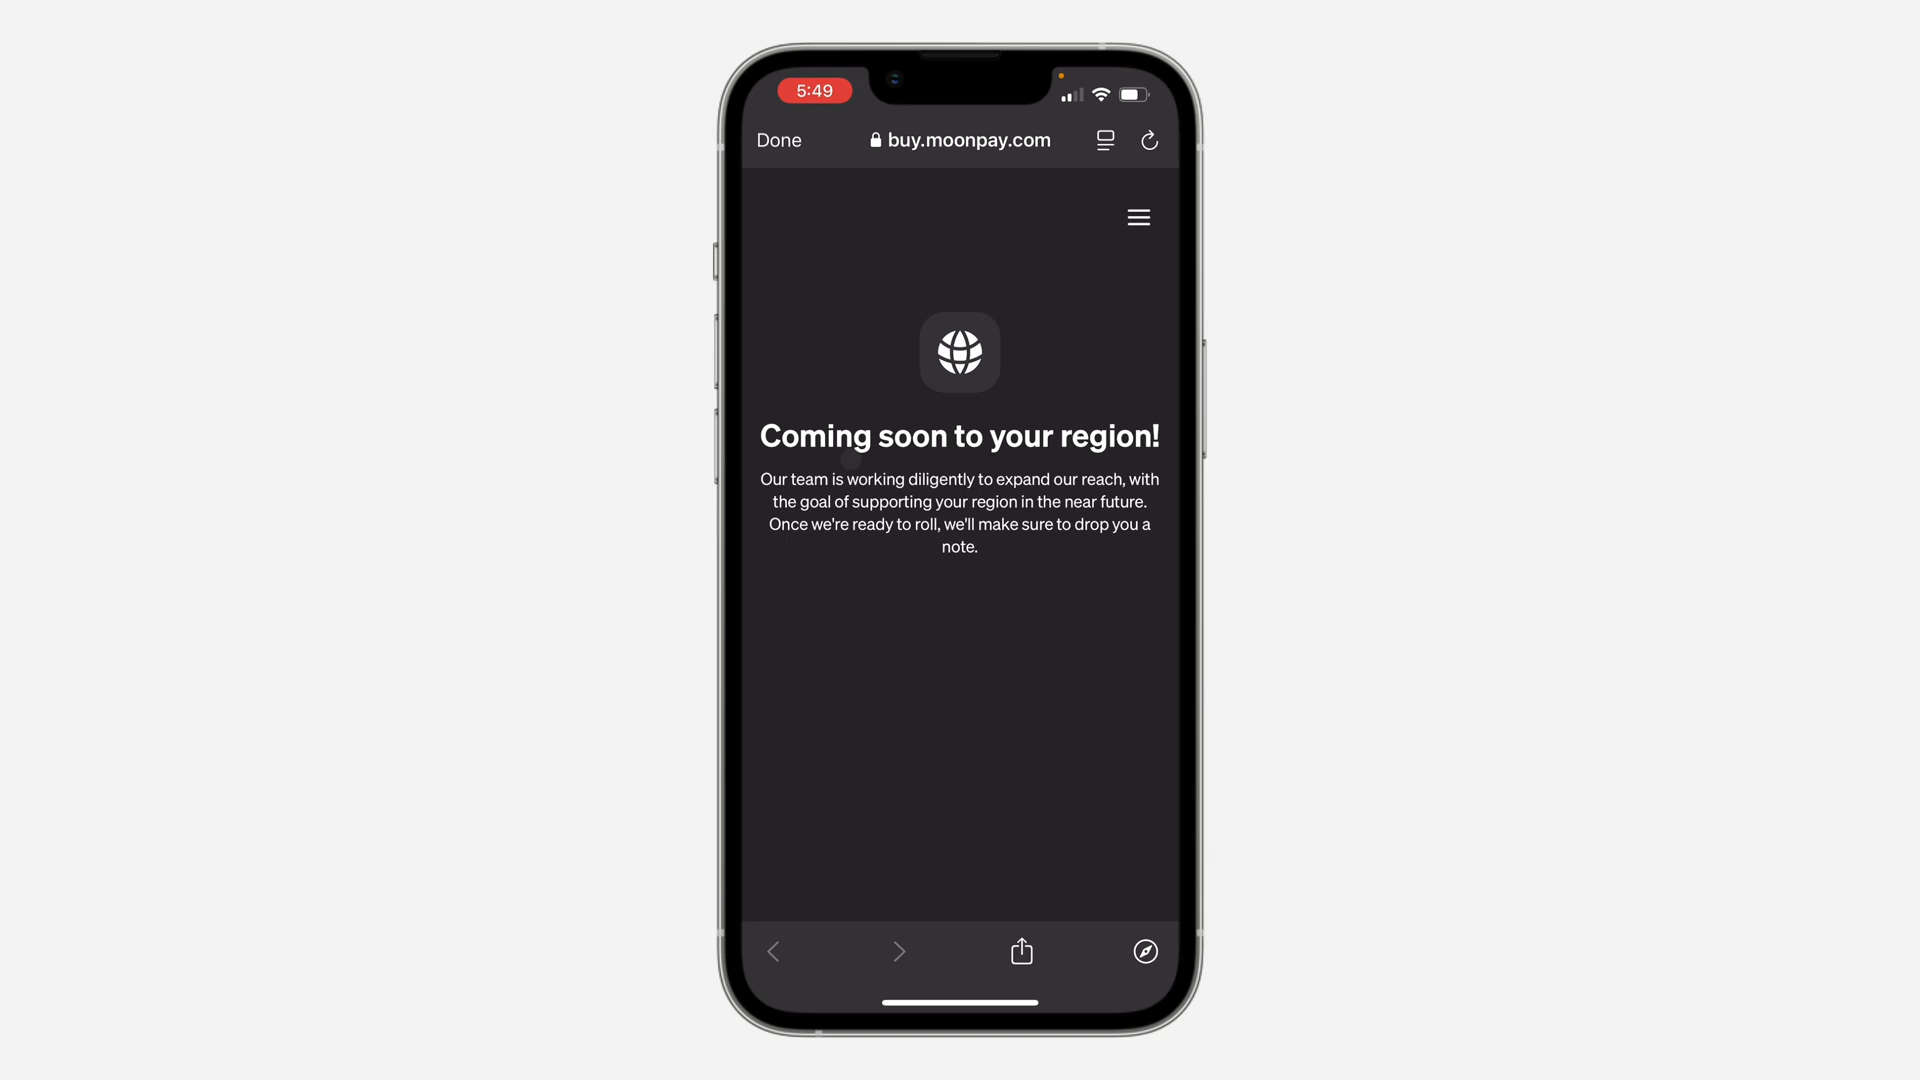 5:49
Done
buy.moonpay.com
Coming soon to your region!
Our team is working diligently to expand our reach, with
the goal of supporting your region in the near future.
Once we're ready to roll, we'll make sure to drop you a
note.